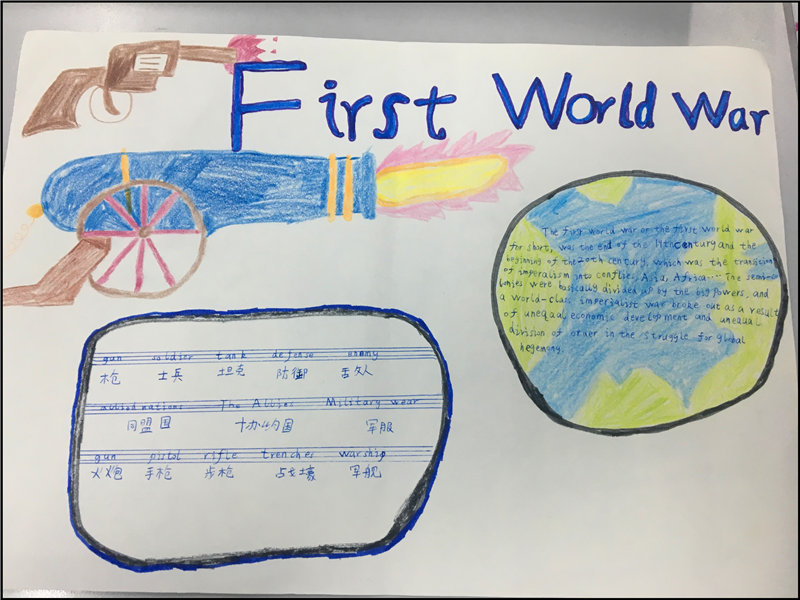 First World War
The first world war or the first world war
for short, was the end of the 19th century and the
beginning of the 20th century, which was the transition
of imperialism into conflic, Asia, Africa.... The semi-co
lonies were basically divided up by the big powers, and
a world-class imperialist war broke out as a result
of unequal economic development and unequal
division of order in the struggle for global
hegemony.
gun soldier tank defense enemy
枪 士兵 坦克 防御 敌人
allied nations The Allies Military wear
同盟国 协约国 军服
gun pistol rifle trenches warship
火炮 手枪 步枪 战壕 军舰